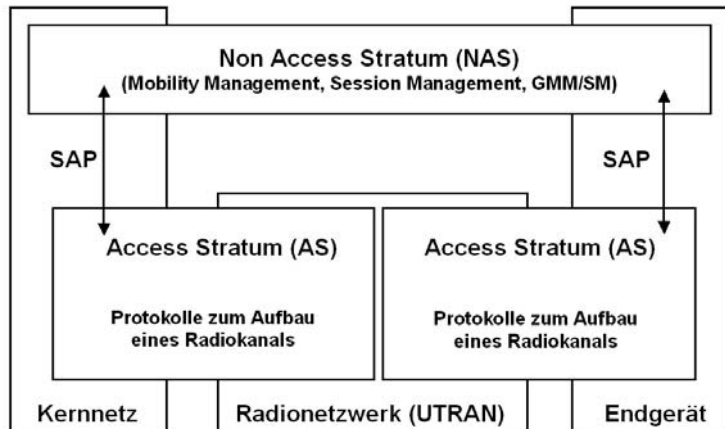 Non Access Stratum (NAS)
(Mobility Management, Session Management, GMM/SM)
SAP
SAP
Access Stratum (AS)
Protokolle zum Aufbau
eines Radiokanals
Access Stratum (AS)
Protokolle zum Aufbau
eines Radiokanals
Kernnetz
Radionetzwerk (UTRAN)
Endgerät